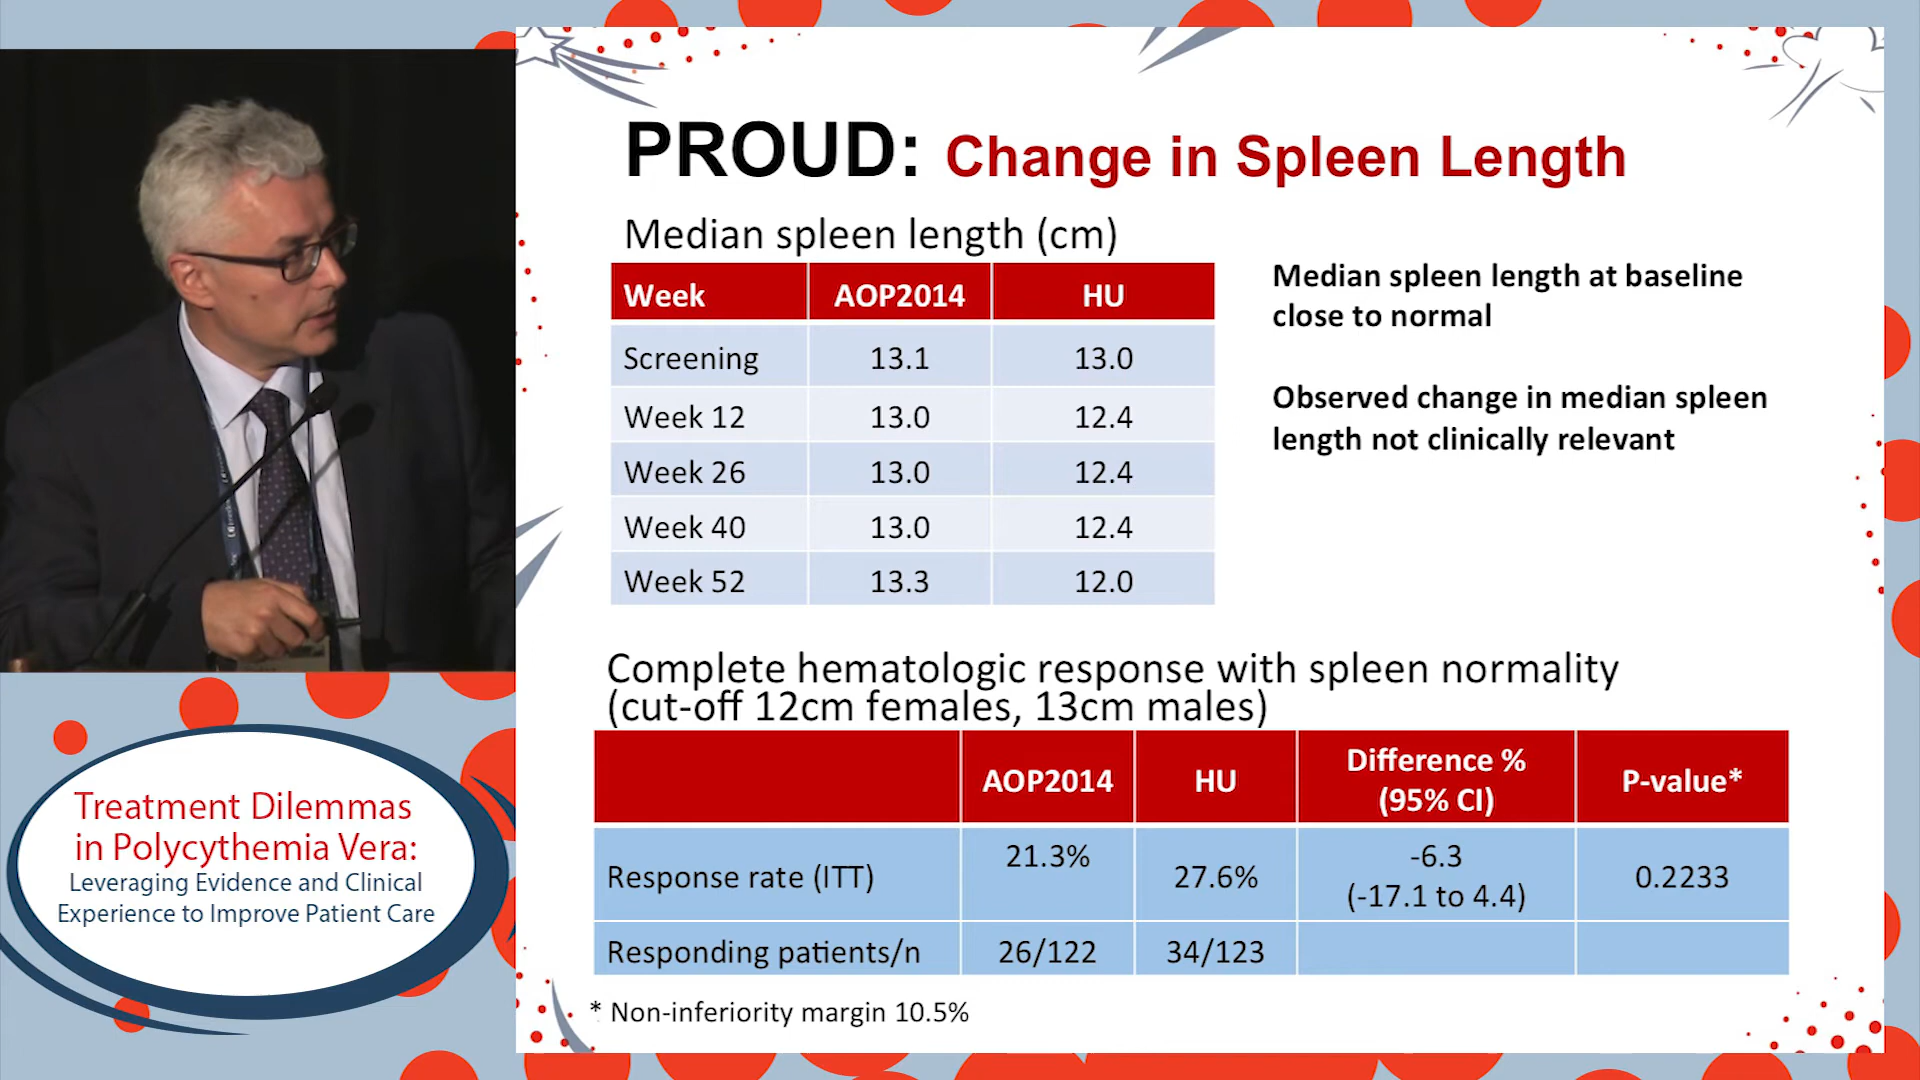 PROUD: Change in Spleen Length
Median spleen length (cm)
Week AOP2014 HU
Screening 13.1 13.0
Week 12 13.0 12.4
Week 26 13.0 12.4
Week 40 13.0 12.4
Week 52 13.3 12.0
Median spleen length at baseline
close to normal
Observed change in median spleen
length not clinically relevant
Complete hematologic response with spleen normality
(cut-off 12cm females, 13cm males)
AOP2014 HU Difference % (95% CI) P-value*
Response rate (ITT) 21.3% 27.6% -6.3 (-17.1 to 4.4) 0.2233
Responding patients/n 26/122 34/123
* Non-inferiority margin 10.5%
Treatment Dilemmas
in Polycythemia Vera:
Leveraging Evidence and Clinical
Experience to Improve Patient Care